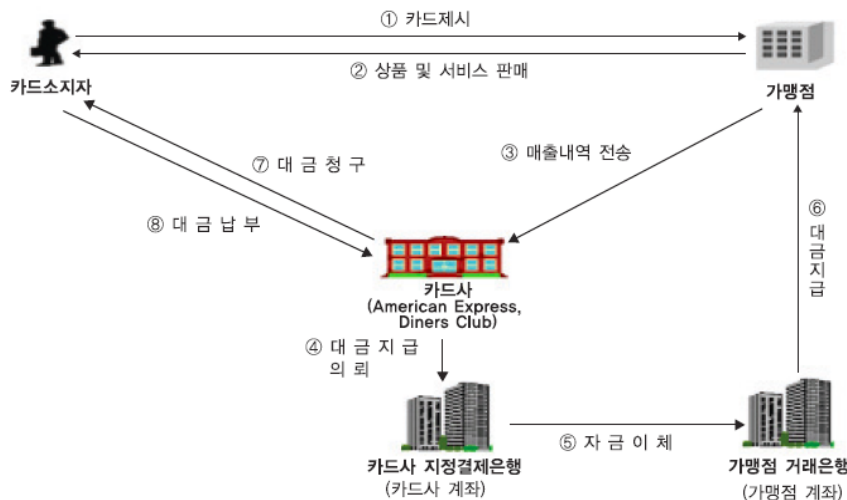 ① 카드제시
② 상품 및 서비스 판매
카드소지자
가맹점
③ 매출내역 전송
⑦ 대 금 청 구
⑧ 대 금 납 부
⑥ 대금지급
카드사
(American Express,
Diners Club)
④ 대 금 지 급
의 뢰
⑤ 자 금 이 체
카드사 지정결제은행
(카드사 계좌)
가맹점 거래은행
(가맹점 계좌)